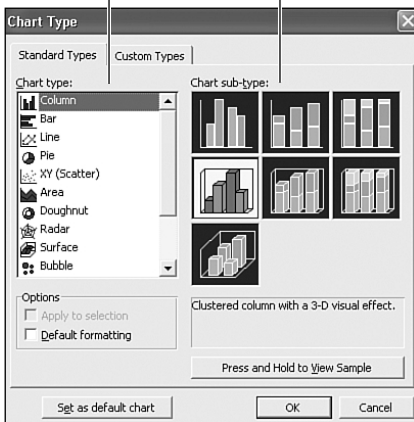 Chart Type
Standard Types
Custom Types
Chart type:
Chart sub-type:
Column
Bar
Line
Pie
XY (Scatter)
Area
Doughnut
Radar
Surface
Bubble
Options
Apply to selection
Default formatting
Clustered column with a 3-D visual effect.
Press and Hold to View Sample
Set as default chart
OK
Cancel